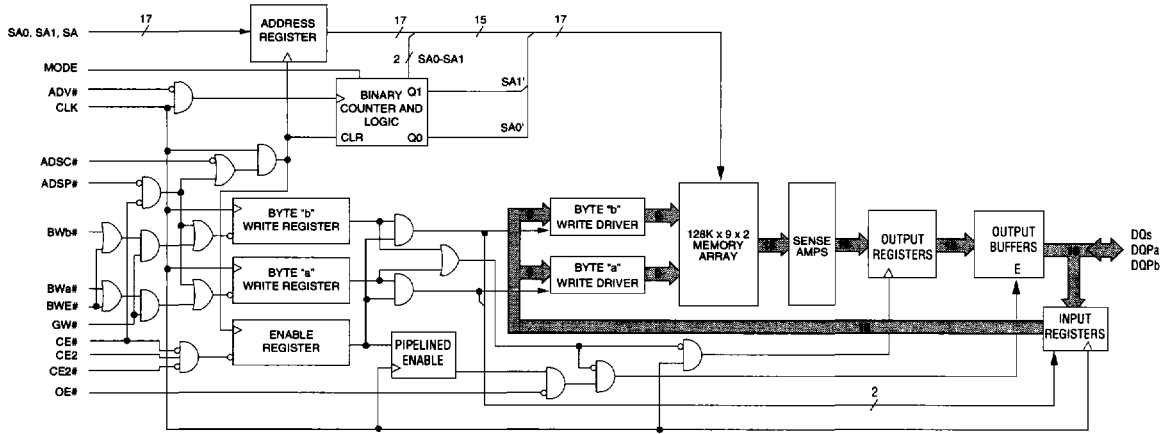 SA0, SA1, SA
17
ADDRESS
REGISTER
17
15
17
2
SA0-SA1
MODE
ADV#
CLK
BINARY
COUNTER AND
LOGIC
Q1
CLR
Q0
SA1'
SA0'
ADSC#
ADSP#
BWb#
BWa#
BWE#
GW#
CE#
CE2
CE2#
OE#
BYTE "b"
WRITE REGISTER
BYTE "a"
WRITE REGISTER
ENABLE
REGISTER
PIPELINED
ENABLE
BYTE "b"
WRITE DRIVER
BYTE "a"
WRITE DRIVER
128K x 9 x 2
MEMORY
ARRAY
SENSE
AMPS
OUTPUT
REGISTERS
OUTPUT
BUFFERS
E
DQs
DQPa
DQPb
INPUT
REGISTERS
2